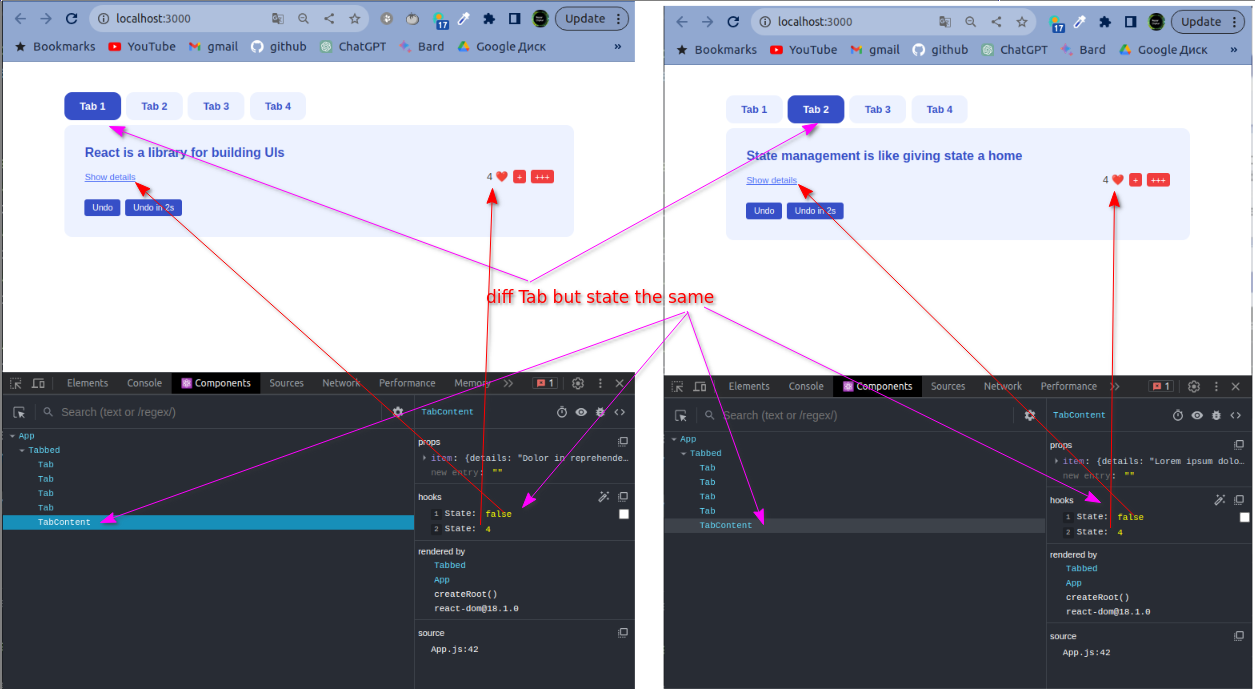 localhost:3000
17
Update
Bookmarks YouTube gmail github ChatGPT Bard Google Диск »
Tab 1 Tab 2 Tab 3 Tab 4
React is a library for building UIs
Show details
4 ❤️ + +++
Undo Undo in 2s
localhost:3000
17
Update
Bookmarks YouTube gmail github ChatGPT Bard Google Диск »
Tab 1 Tab 2 Tab 3 Tab 4
State management is like giving state a home
Show details
4 ❤️ + +++
Undo Undo in 2s
diff Tab but state the same
Elements Console Components Sources Network Performance Memory 1
Search (text or /regex/)
App
Tabbed
Tab
Tab
Tab
Tab
TabContent
TabContent
props
item: {details: "Dolor in reprehende…
new entry: ""
hooks
1 State: false
2 State: 4
rendered by
Tabbed
App
createRoot()
react-dom@18.1.0
source
App.js:42
Elements Console Components Sources Network Performance 1
Search (text or /regex/)
App
Tabbed
Tab
Tab
Tab
Tab
TabContent
TabContent
props
item: {details: "Lorem ipsum dolo…
new entry: ""
hooks
1 State: false
2 State: 4
rendered by
Tabbed
App
createRoot()
react-dom@18.1.0
source
App.js:42